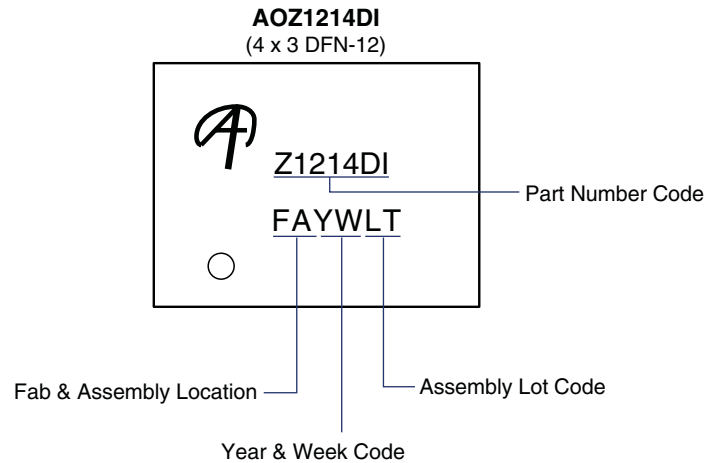 AOZ1214DI
(4 x 3 DFN-12)
Z1214DI
Part Number Code
FAYWLT
Fab & Assembly Location
Assembly Lot Code
Year & Week Code